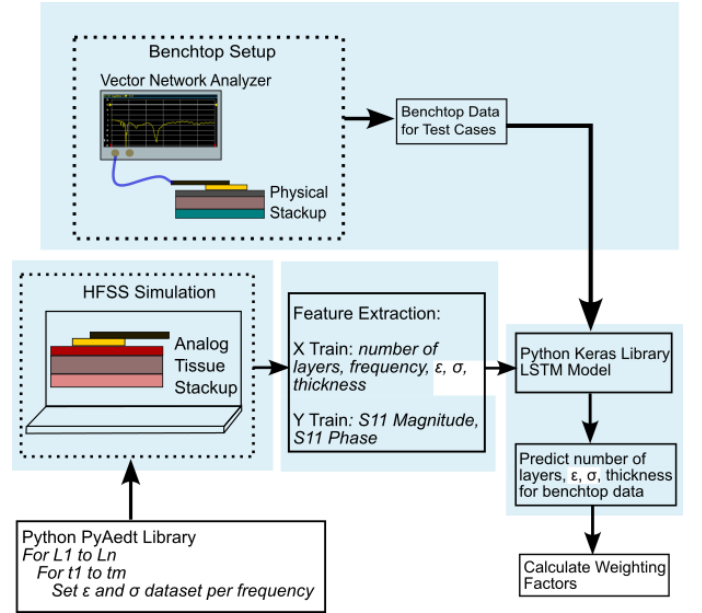 Benchtop Setup
Vector Network Analyzer
Physical
Stackup
Benchtop Data
for Test Cases
HFSS Simulation
Analog
Tissue
Stackup
Feature Extraction:
X Train: number of
layers, frequency, ε, σ,
thickness
Y Train: S11 Magnitude,
S11 Phase
Python Keras Library
LSTM Model
Predict number of
layers, ε, σ, thickness
for benchtop data
Calculate Weighting
Factors
Python PyAedt Library
For L1 to Ln
For t1 to tm
Set ε and σ dataset per frequency